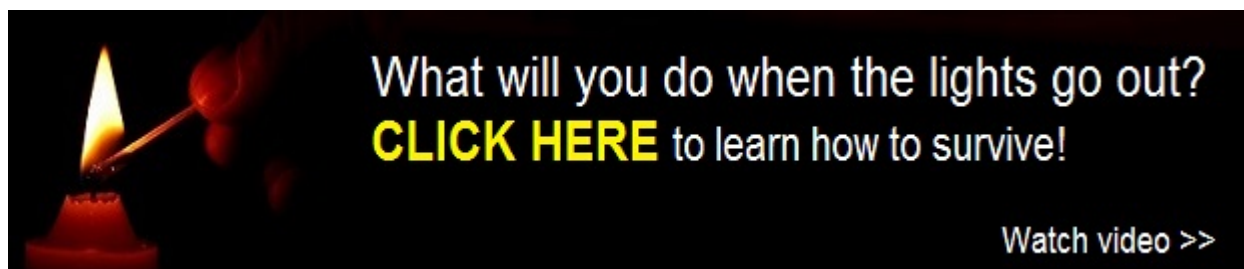 What will you do when the lights go out?
CLICK HERE to learn how to survive!
Watch video >>